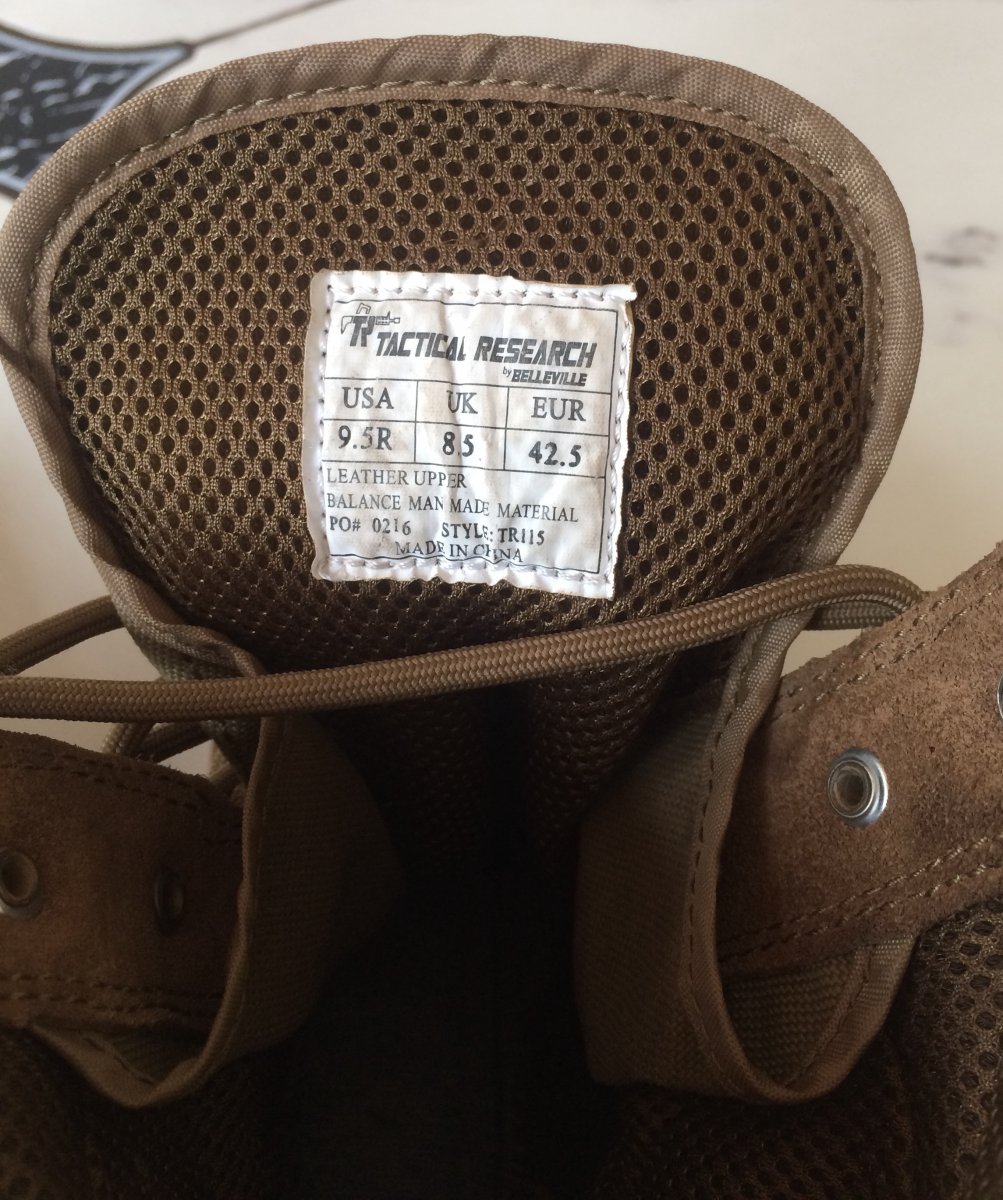 TR TACTICAL RESEARCH
by BELLEVILLE
USA UK EUR
9.5R 8.5 42.5
LEATHER UPPER
BALANCE MAN MADE MATERIAL
PO# 0216 STYLE: TR115
MADE IN CHINA